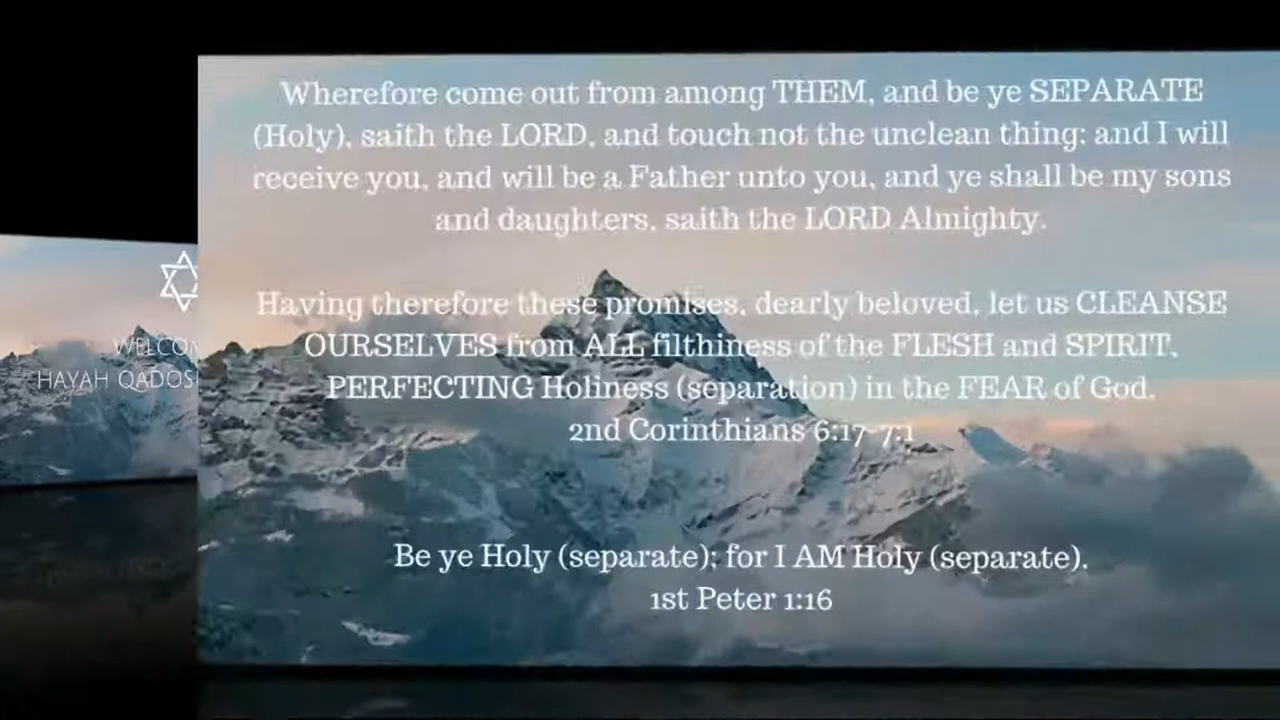 Wherefore come out from among THEM, and be ye SEPARATE
(Holy), saith the LORD, and touch not the unclean thing; and I will
receive you, and will be a Father unto you, and ye shall be my sons
and daughters, saith the LORD Almighty.
Having therefore these promises, dearly beloved, let us CLEANSE
OURSELVES from ALL filthiness of the FLESH and SPIRIT,
PERFECTING Holiness (separation) in the FEAR of God.
2nd Corinthians 6:17-7:1
Be ye Holy (separate); for I AM Holy (separate).
1st Peter 1:16
HAYAH